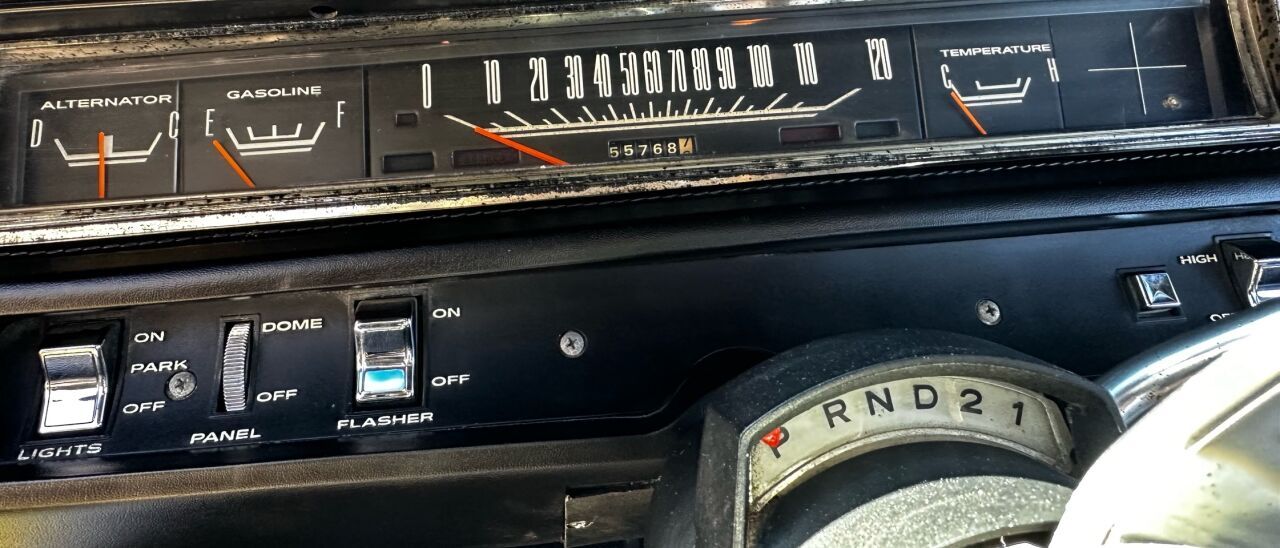 ALTERNATOR
D C
GASOLINE
E F
0 10 20 30 40 50 60 70 80 90 100 110 120
55768
TEMPERATURE
C H
ON
PARK
OFF
LIGHTS
DOME
OFF
PANEL
ON
OFF
FLASHER
HIGH
P R N D 2 1